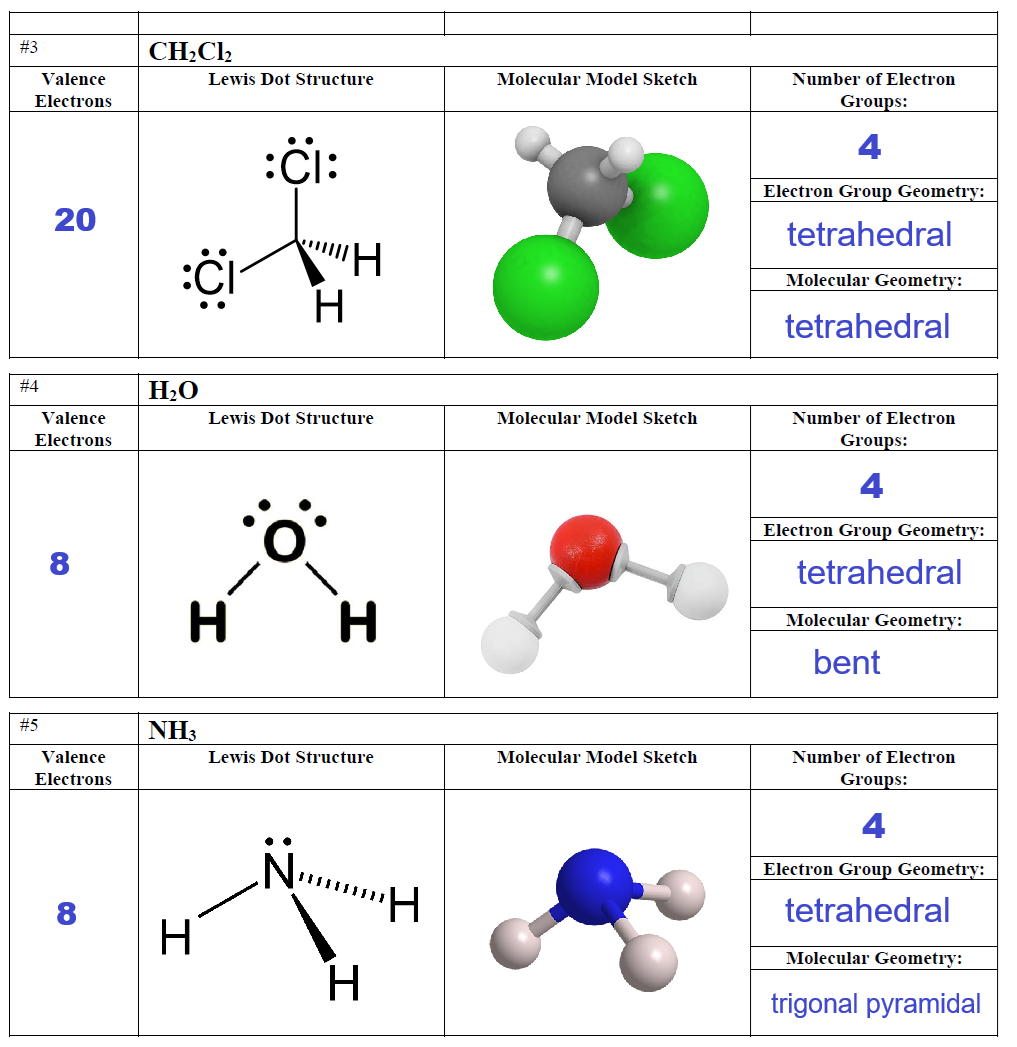 #3 CH₂Cl₂
Valence Electrons Lewis Dot Structure Molecular Model Sketch Number of Electron Groups:
20
Cl
Cl
H
H
4
Electron Group Geometry:
tetrahedral
Molecular Geometry:
tetrahedral
#4 H₂O
Valence Electrons Lewis Dot Structure Molecular Model Sketch Number of Electron Groups:
8
O
H H
4
Electron Group Geometry:
tetrahedral
Molecular Geometry:
bent
#5 NH₃
Valence Electrons Lewis Dot Structure Molecular Model Sketch Number of Electron Groups:
8
N
H
H
H
4
Electron Group Geometry:
tetrahedral
Molecular Geometry:
trigonal pyramidal